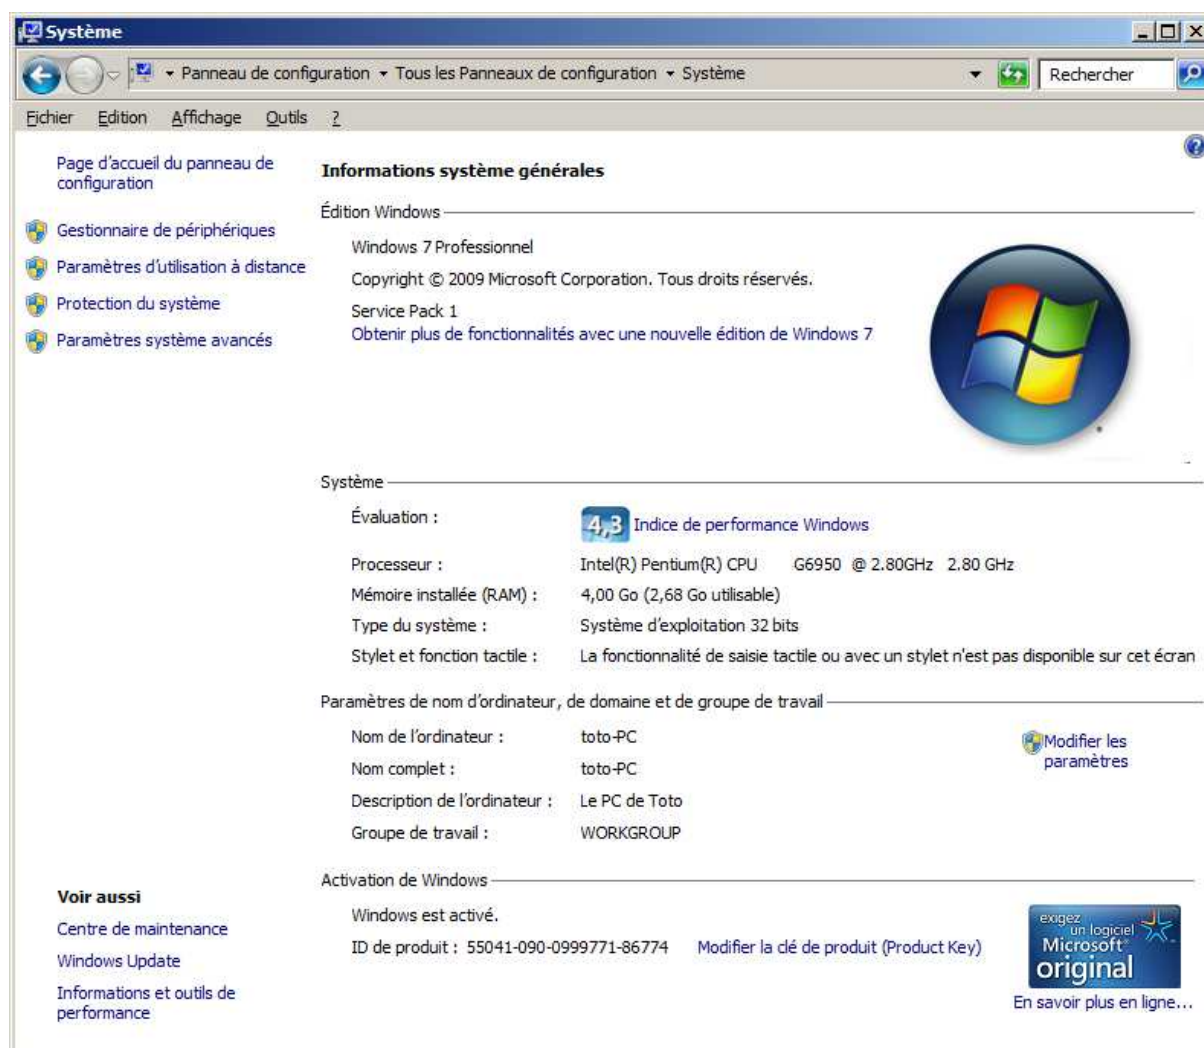 Système
Panneau de configuration Tous les Panneaux de configuration Système
Rechercher
Fichier Edition Affichage Outils ?
Page d'accueil du panneau de
configuration
Gestionnaire de périphériques
Paramètres d'utilisation à distance
Protection du système
Paramètres système avancés
Informations système générales
Édition Windows
Windows 7 Professionnel
Copyright © 2009 Microsoft Corporation. Tous droits réservés.
Service Pack 1
Obtenir plus de fonctionnalités avec une nouvelle édition de Windows 7
Système
Évaluation : 4,3 Indice de performance Windows
Processeur : Intel(R) Pentium(R) CPU G6950 @ 2.80GHz 2.80 GHz
Mémoire installée (RAM) : 4,00 Go (2,68 Go utilisable)
Type du système : Système d'exploitation 32 bits
Stylet et fonction tactile : La fonctionnalité de saisie tactile ou avec un stylet n'est pas disponible sur cet écran
Paramètres de nom d'ordinateur, de domaine et de groupe de travail
Nom de l'ordinateur : toto-PC
Nom complet : toto-PC
Description de l'ordinateur : Le PC de Toto
Groupe de travail : WORKGROUP
Modifier les
paramètres
Activation de Windows
Windows est activé.
ID de produit : 55041-090-0999771-86774 Modifier la clé de produit (Product Key)
exigez
un logiciel
Microsoft
original
En savoir plus en ligne...
Voir aussi
Centre de maintenance
Windows Update
Informations et outils de
performance